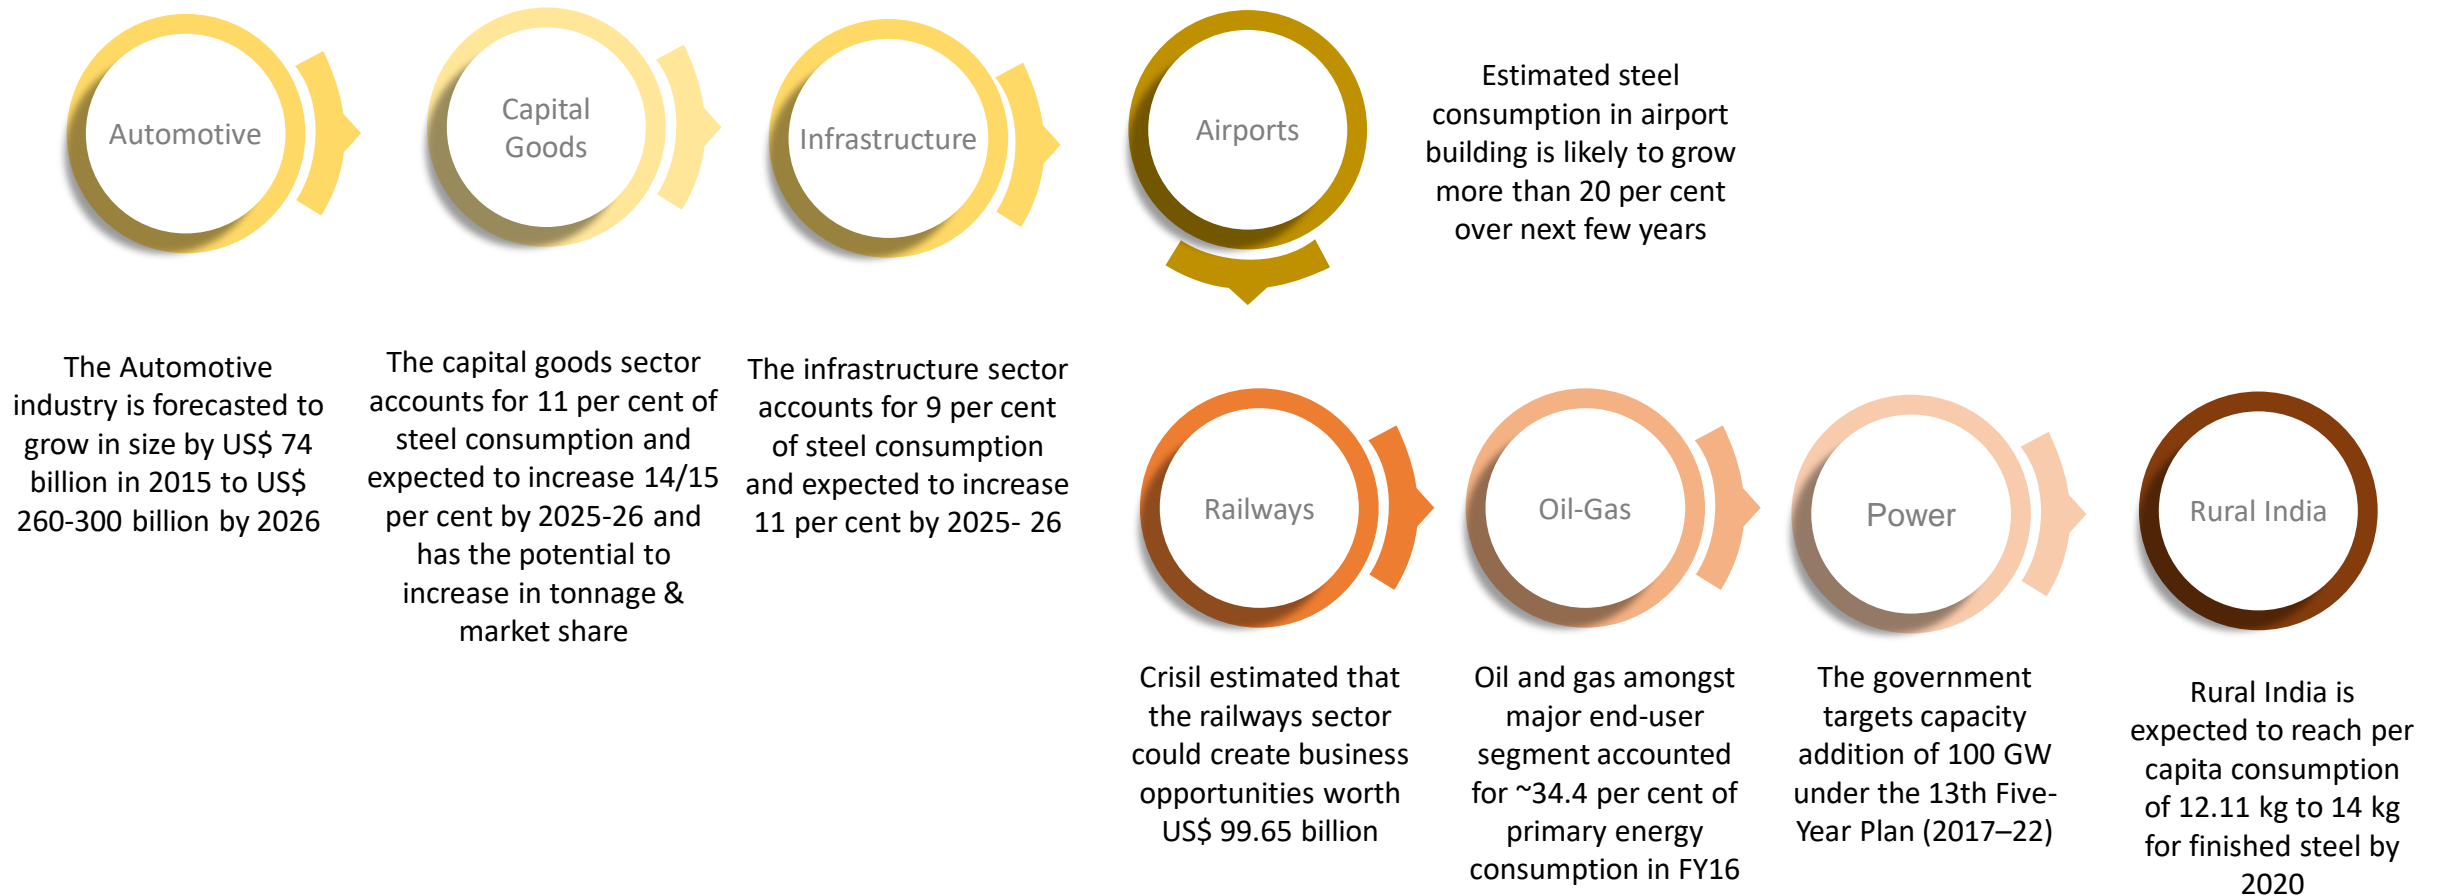 Automotive
Capital
Goods
Infrastructure
Airports
Estimated steel
consumption in airport
building is likely to grow
more than 20 per cent
over next few years
The Automotive
industry is forecasted to
grow in size by US$ 74
billion in 2015 to US$
260-300 billion by 2026
The capital goods sector
accounts for 11 per cent of
steel consumption and
expected to increase 14/15
per cent by 2025-26 and
has the potential to
increase in tonnage &
market share
The infrastructure sector
accounts for 9 per cent
of steel consumption
and expected to increase
11 per cent by 2025- 26
Railways
Oil-Gas
Power
Rural India
Crisil estimated that
the railways sector
could create business
opportunities worth
US$ 99.65 billion
Oil and gas amongst
major end-user
segment accounted
for ~34.4 per cent of
primary energy
consumption in FY16
The government
targets capacity
addition of 100 GW
under the 13th Five-
Year Plan (2017–22)
Rural India is
expected to reach per
capita consumption
of 12.11 kg to 14 kg
for finished steel by
2020